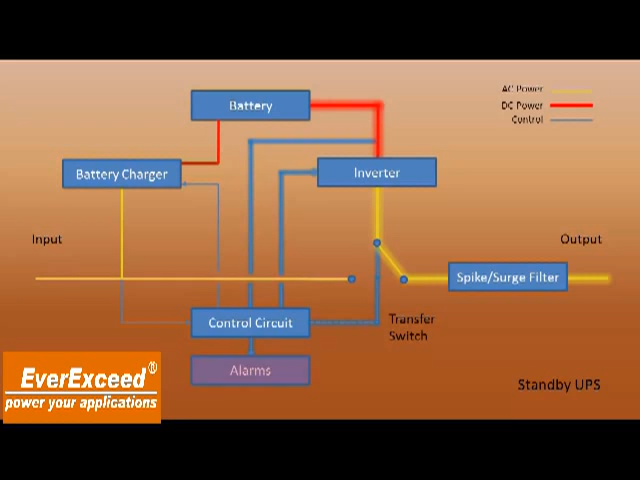 Battery
AC Power
DC Power
Control
Battery Charger
Inverter
Input
Output
Spike/Surge Filter
Control Circuit
Transfer
Switch
Alarms
EverExceed®
power your applications
Standby UPS